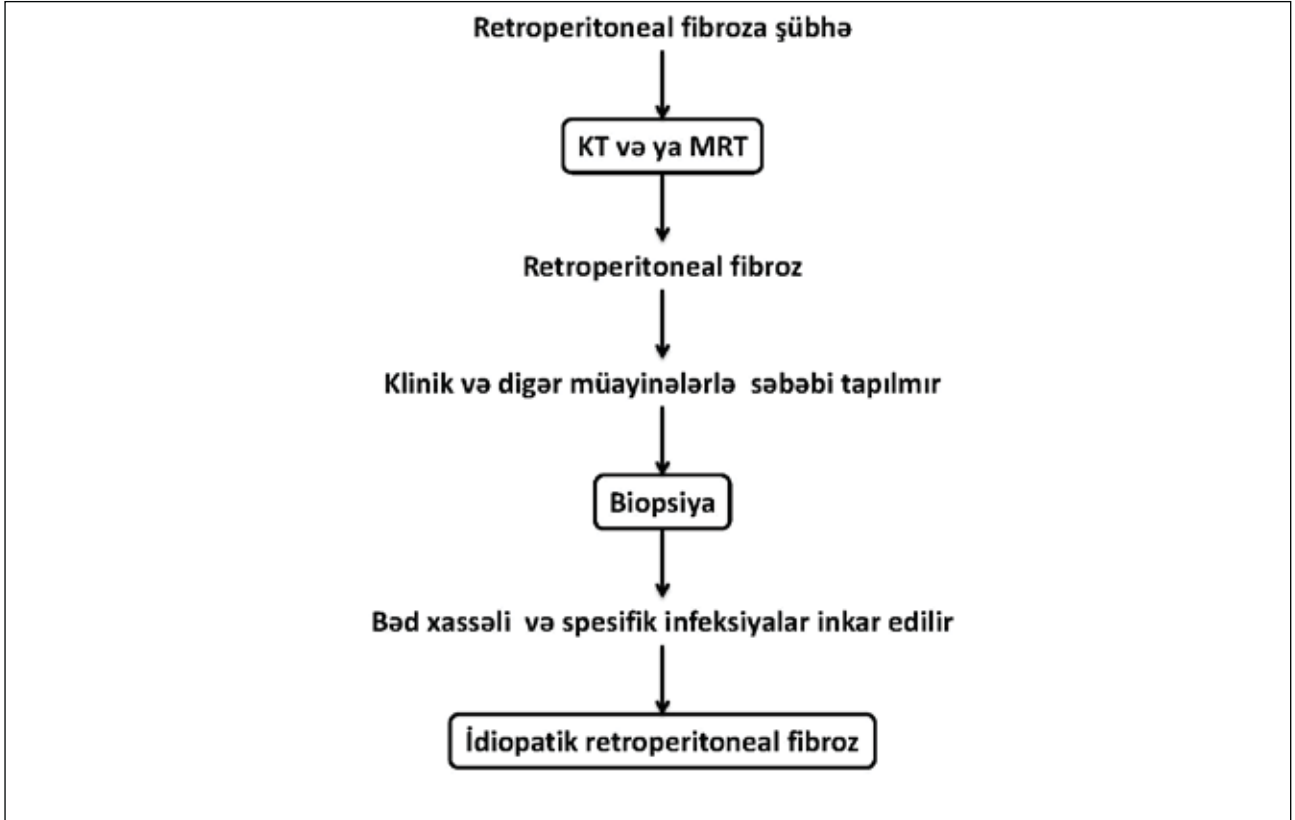 Retroperitoneal fibroza şübhə
KT və ya MRT
Retroperitoneal fibroz
Klinik və digər müayinələrlə səbəbi tapılmır
Biopsiya
Bəd xassəli və spesifik infeksiyalar inkar edilir
İdiopatik retroperitoneal fibroz